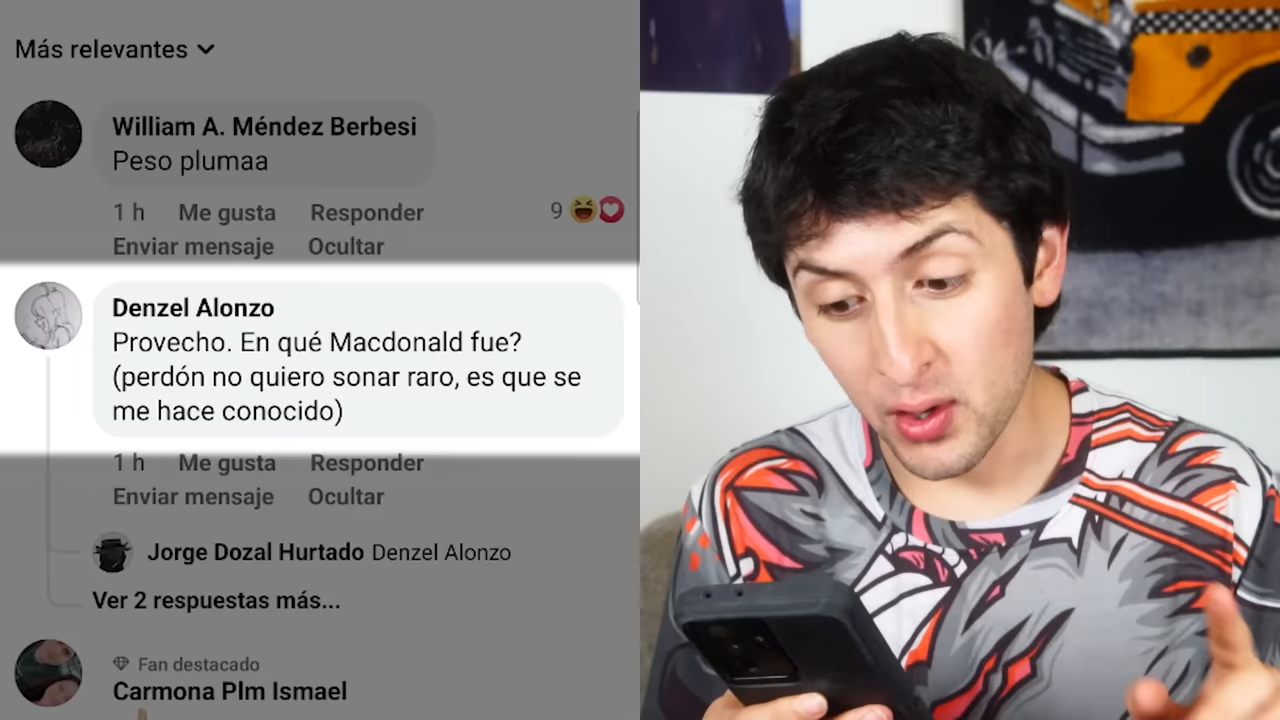 Más relevantes
William A. Méndez Berbesi
Peso plumaa
1 h Me gusta Responder 9
Enviar mensaje Ocultar
Denzel Alonzo
Provecho. En qué Macdonald fue?
(perdón no quiero sonar raro, es que se
me hace conocido)
1 h Me gusta Responder
Enviar mensaje Ocultar
Jorge Dozal Hurtado Denzel Alonzo
Ver 2 respuestas más...
Fan destacado
Carmona Plm Ismael